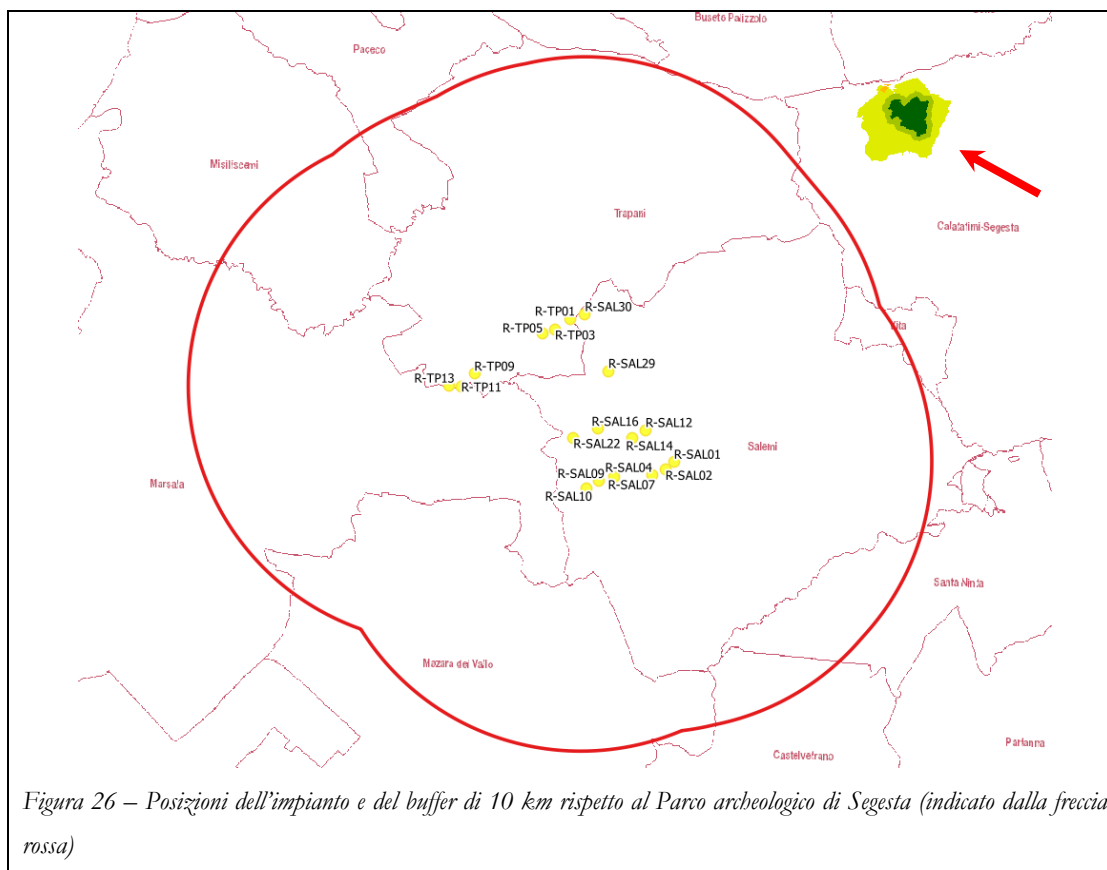 Buseto Palizzolo
Paceco
Misiliscemi
Trapani
Calatafimi-Segesta
R-TP01
R-SAL30
R-TP05
R-TP03
Vita
R-SAL29
R-TP09
R-TP13
R-TP11
R-SAL16
R-SAL12
R-SAL22
R-SAL14
Salemi
R-SAL01
R-SAL09
R-SAL04
R-SAL02
R-SAL07
R-SAL10
Marsala
Santa Ninfa
Mazara del Vallo
Castelvetrano
Partanna
Figura 26 – Posizioni dell'impianto e del buffer di 10 km rispetto al Parco archeologico di Segesta (indicato dalla freccia
rossa)